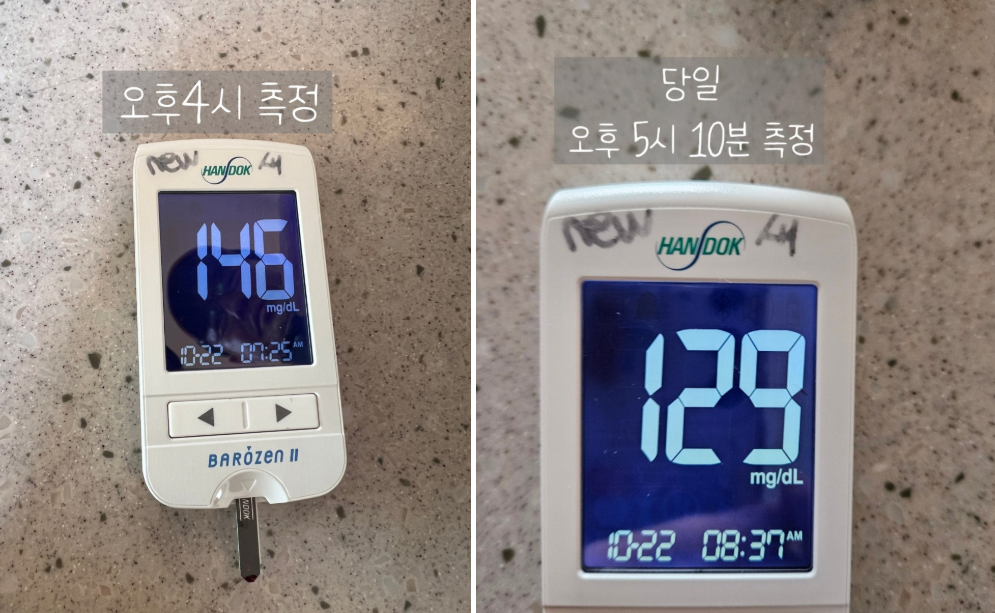 오후4시 측정
new
HANDOK
146
mg/dL
10-22 07:25 AM
BAROZEN II
당일
오후 5시 10분 측정
new
HANDOK
129
mg/dL
10-22 08:37 AM